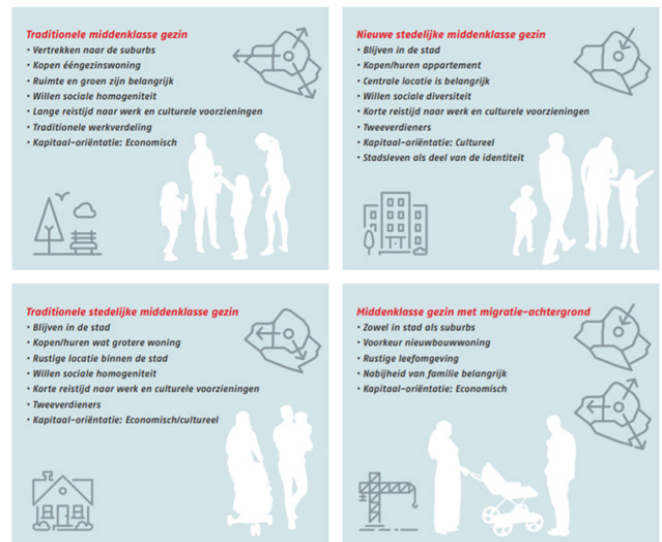 Traditionele middenklasse gezin
• Vertrekken naar de suburbs
• Kopen ééngezinswoning
• Ruimte en groen zijn belangrijk
• Willen sociale homogeniteit
• Lange reistijd naar werk en culturele voorzieningen
• Traditionele werkverdeling
• Kapitaal-oriëntatie: Economisch
Nieuwe stedelijke middenklasse gezin
• Blijven in de stad
• Kopen/huren appartement
• Centrale locatie is belangrijk
• Willen sociale diversiteit
• Korte reistijd naar werk en culturele voorzieningen
• Tweeverdieners
• Kapitaal-oriëntatie: Cultureel
• Stadsleven als deel van de identiteit
Traditionele stedelijke middenklasse gezin
• Blijven in de stad
• Kopen/huren wat grotere woning
• Rustige locatie binnen de stad
• Willen sociale homogeniteit
• Korte reistijd naar werk en culturele voorzieningen
• Tweeverdieners
• Kapitaal-oriëntatie: Economisch/cultureel
Middenklasse gezin met migratie-achtergrond
• Zowel in stad als suburbs
• Voorkeur nieuwbouwwoning
• Rustige leefomgeving
• Nabijheid van familie belangrijk
• Kapitaal-oriëntatie: Economisch